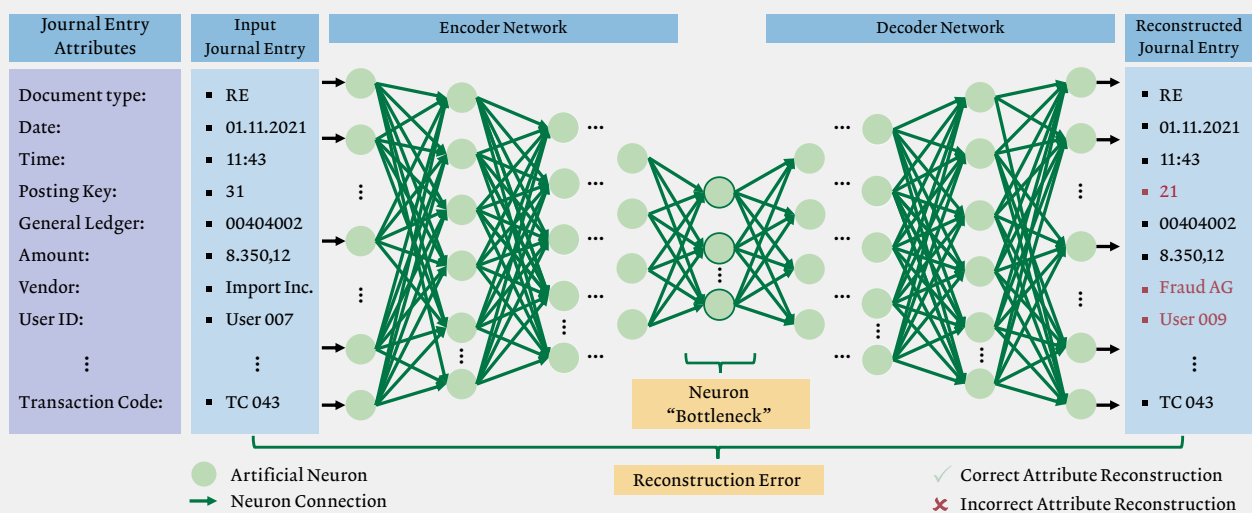 Journal Entry
Attributes
Input
Journal Entry
Encoder Network
Decoder Network
Reconstructed
Journal Entry
Document type:
Date:
Time:
Posting Key:
General Ledger:
Amount:
Vendor:
User ID:
⋮
Transaction Code:
▪ RE
▪ 01.11.2021
▪ 11:43
▪ 31
▪ 00404002
▪ 8.350,12
▪ Import Inc.
▪ User 007
⋮
▪ TC 043
▪ RE
▪ 01.11.2021
▪ 11:43
▪ 21
▪ 00404002
▪ 8.350,12
▪ Fraud AG
▪ User 009
⋮
▪ TC 043
Neuron
“Bottleneck”
Reconstruction Error
Artificial Neuron
Neuron Connection
✓ Correct Attribute Reconstruction
✗ Incorrect Attribute Reconstruction